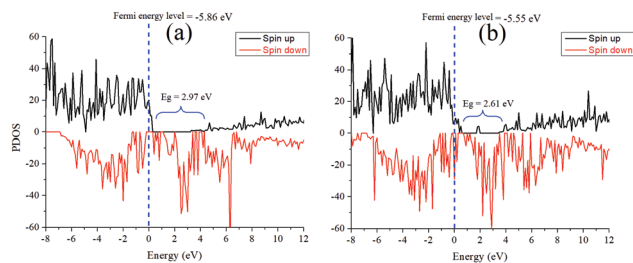 Fermi energy level = -5.86 eV
Fermi energy level = -5.55 eV
(a)
Spin up
Spin down
(b)
Spin up
Spin down
Eg = 2.97 eV
Eg = 2.61 eV
PDOS
60
40
20
0
-20
-40
-60
60
40
20
0
-20
-40
-60
-8 -6 -4 -2 0 2 4 6 8 10 12
-8 -6 -4 -2 0 2 4 6 8 10 12
Energy (eV)
Energy (eV)